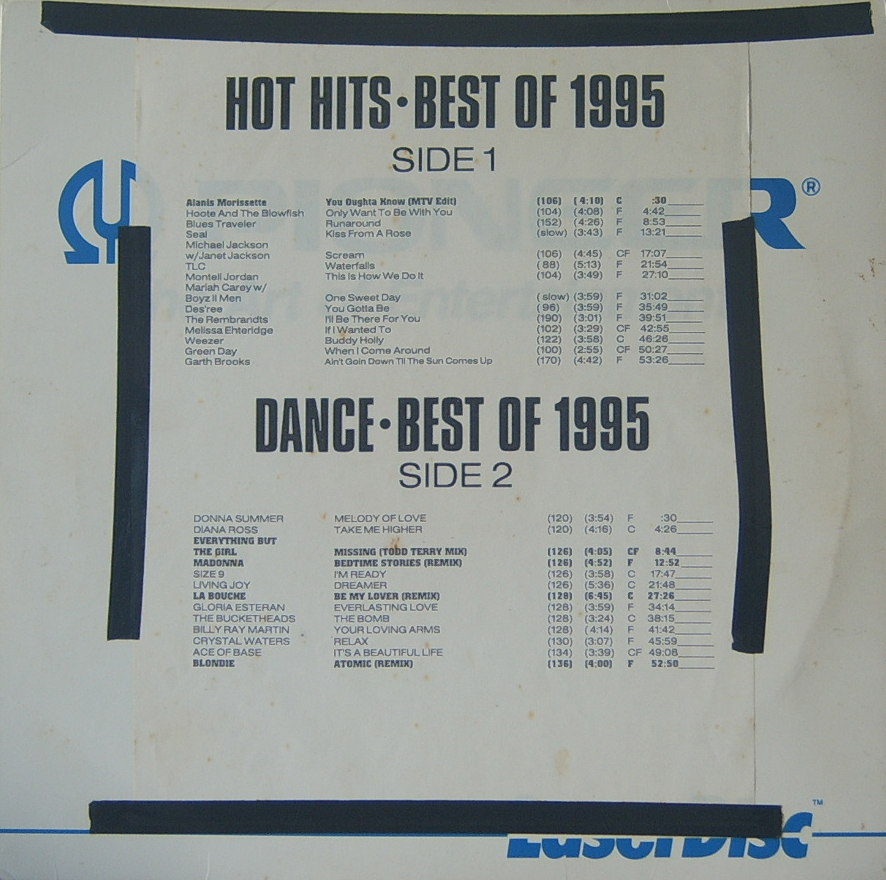 HOT HITS·BEST OF 1995
SIDE 1
®
Alanis Morissette You Oughta Know (MTV Edit) (106) ( 4:10) C :30
Hoote And The Blowfish Only Want To Be With You (104) (4:08) F 4:42
Blues Traveler Runaround (152) (4:26) F 8:53
Seal Kiss From A Rose (slow) (3:43) F 13:21
Michael Jackson
w/Janet Jackson Scream (106) (4:45) CF 17:07
TLC Waterfalls ( 88) (5:13) F 21:54
Montell Jordan This Is How We Do It (104) (3:49) F 27:10
Mariah Carey w/
Boyz II Men One Sweet Day ( slow) (3:59) F 31:02
Des'ree You Gotta Be (96) (3:59) F 35:49
The Rembrandts I'll Be There For You (190) (3:01) F 39:51
Melissa Ehteridge If I Wanted To (102) (3:29) CF 42:55
Weezer Buddy Holly (122) (3:58) C 46:26
Green Day When I Come Around (100) (2:55) CF 50:27
Garth Brooks Ain't Goin Down Til The Sun Comes Up (170) (4:42) F 53:26
DANCE·BEST OF 1995
SIDE 2
DONNA SUMMER MELODY OF LOVE (120) (3:54) F :30
DIANA ROSS TAKE ME HIGHER (120) (4:16) C 4:26
EVERYTHING BUT
THE GIRL MISSING (TODD TERRY MIX) (126) (4:05) CF 8:44
MADONNA BEDTIME STORIES (REMIX) (126) (4:52) F 12:52
SIZE 9 I'M READY (126) (3:58) C 17:47
LIVING JOY DREAMER (126) (5:36) C 21:48
LA BOUCHE BE MY LOVER (REMIX) (128) (6:45) C 27:26
GLORIA ESTERAN EVERLASTING LOVE (128) (3:59) F 34:14
THE BUCKETHEADS THE BOMB (128) (3:24) C 38:15
BILLY RAY MARTIN YOUR LOVING ARMS (128) (4:14) F 41:42
CRYSTAL WATERS RELAX (130) (3:07) F 45:59
ACE OF BASE IT'S A BEAUTIFUL LIFE (134) (3:39) CF 49:08
BLONDIE ATOMIC (REMIX) (136) (4:00) F 52:50
LaserDisc ™